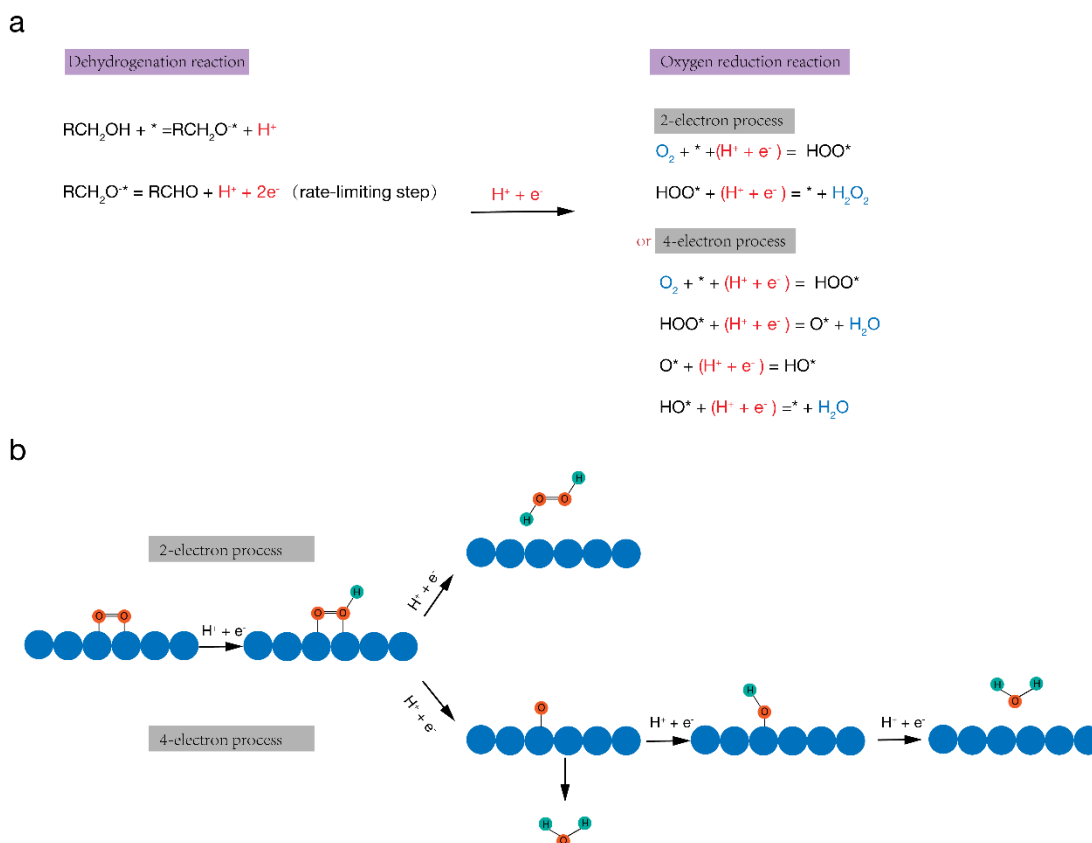 a
Dehydrogenation reaction
RCH₂OH + * =RCH₂O⁻* + H⁺
RCH₂O⁻* = RCHO + H⁺ + 2e⁻ (rate-limiting step)
H⁺ + e⁻
Oxygen reduction reaction
2-electron process
O₂ + * +(H⁺ + e⁻) = HOO*
HOO* + (H⁺ + e⁻) = * + H₂O₂
or 4-electron process
O₂ + * + (H⁺ + e⁻) = HOO*
HOO* + (H⁺ + e⁻) = O* + H₂O
O* + (H⁺ + e⁻) = HO*
HO* + (H⁺ + e⁻) =* + H₂O
b
2-electron process
O O
H⁺ + e⁻
O O H
H⁺ + e⁻
H O O H
4-electron process
H⁺ + e⁻
O
H H O
H⁺ + e⁻
H O
H⁺ + e⁻
H H O